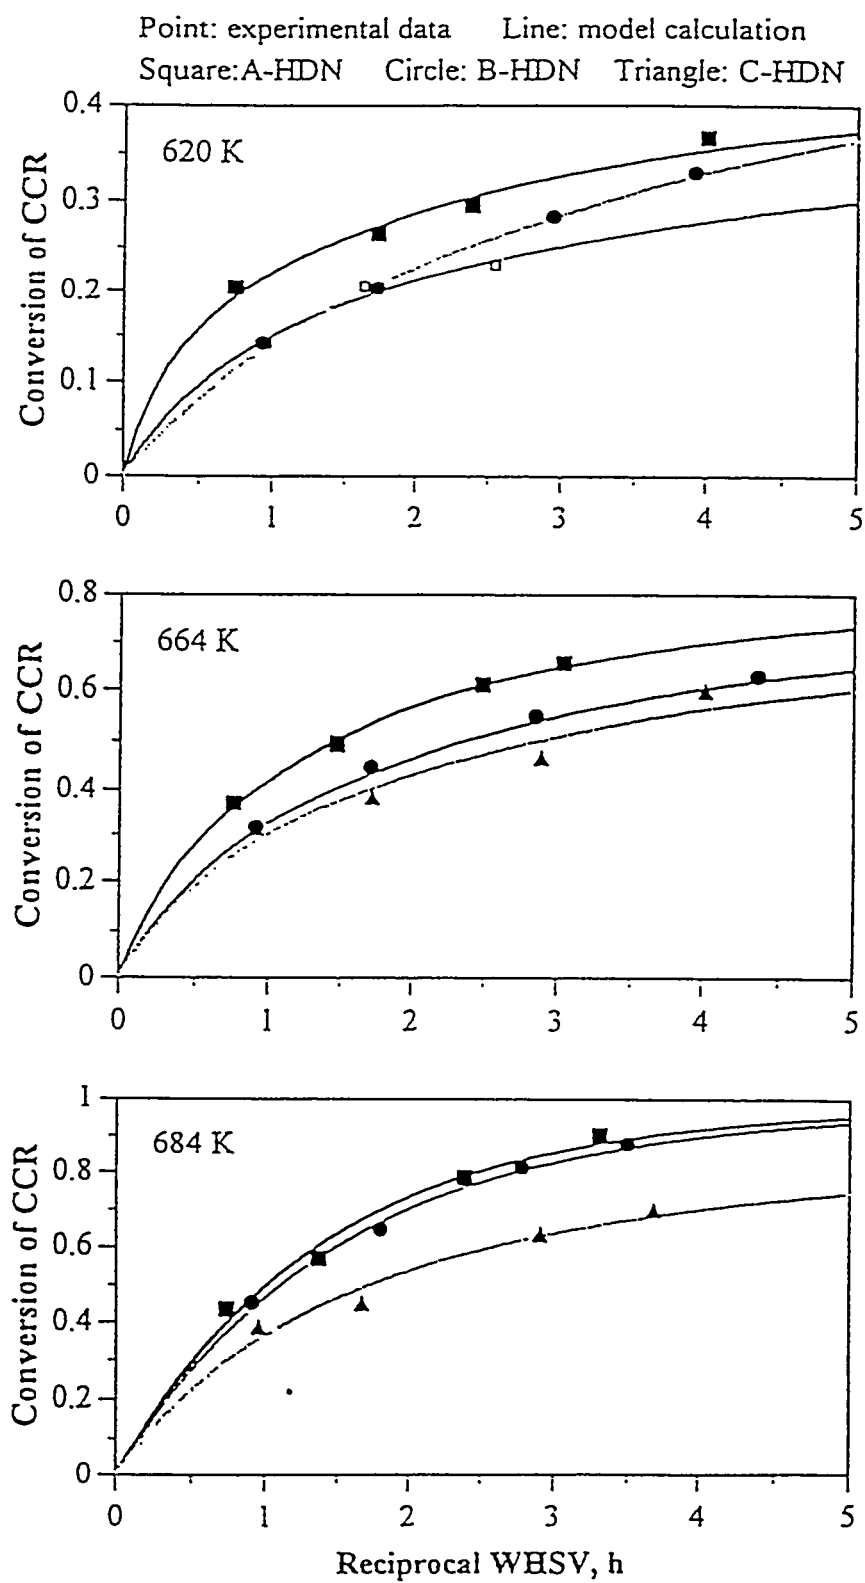 Point: experimental data Line: model calculation
Square:A-HDN Circle: B-HDN Triangle: C-HDN
0.4
620 K
0.3
0.2
0.1
0
Conversion of CCR
0 1 2 3 4 5
0.8
664 K
0.6
0.4
0.2
0
Conversion of CCR
0 1 2 3 4 5
1
684 K
0.8
0.6
0.4
0.2
0
Conversion of CCR
0 1 2 3 4 5
Reciprocal WHSV, h